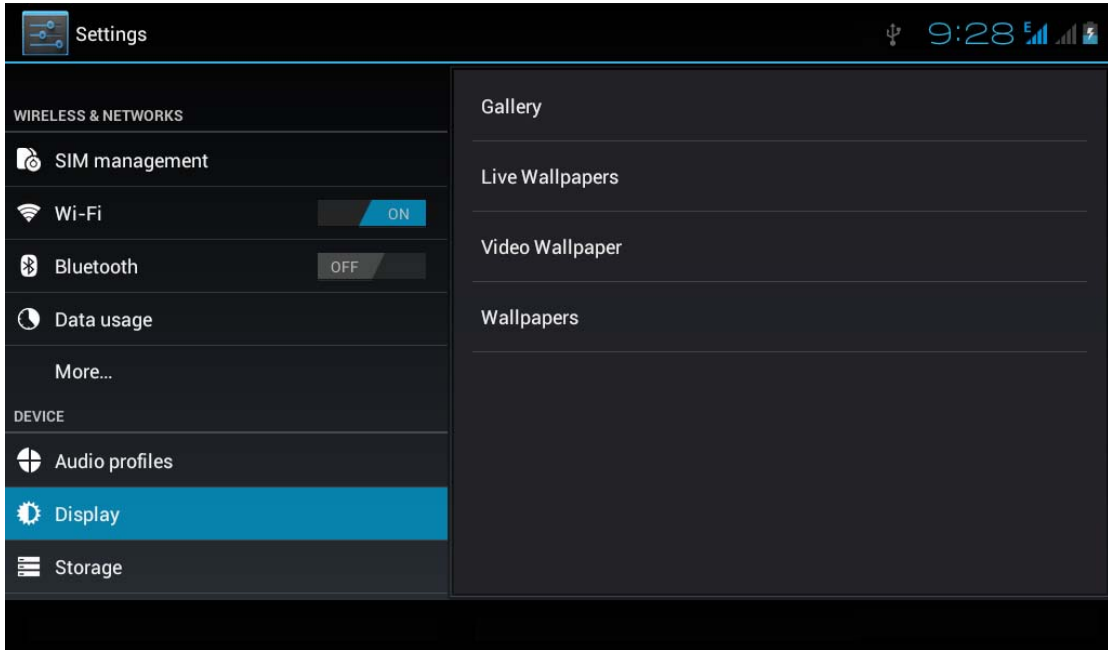 Settings
9:28
E
WIRELESS & NETWORKS
SIM management
Wi-Fi
ON
Bluetooth
OFF
Data usage
More...
DEVICE
Audio profiles
Display
Storage
Gallery
Live Wallpapers
Video Wallpaper
Wallpapers